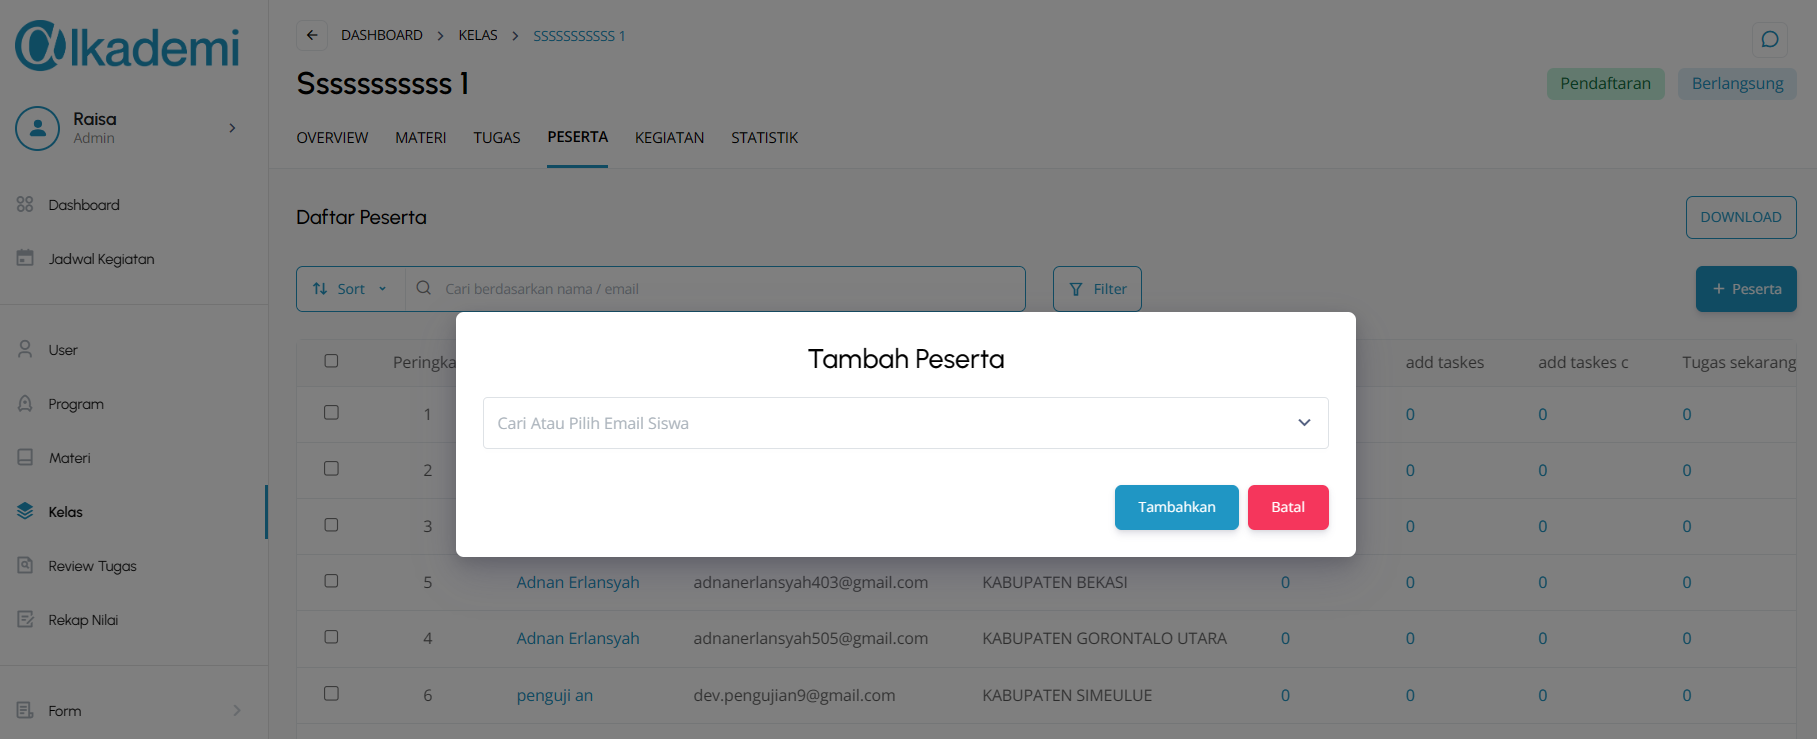 @lkademi
Raisa
Admin
Dashboard
Jadwal Kegiatan
User
Program
Materi
Kelas
Review Tugas
Rekap Nilai
Form
DASHBOARD > KELAS > SSSSSSSSSSS 1
Sssssssssss 1
Pendaftaran Berlangsung
OVERVIEW MATERI TUGAS PESERTA KEGIATAN STATISTIK
Daftar Peserta
DOWNLOAD
Sort Cari berdasarkan nama / email Filter + Peserta
Peringka add taskes add taskes c Tugas sekarang
1 0 0 0
2 0 0 0
3 0 0 0
5 Adnan Erlansyah adnanerlansyah403@gmail.com KABUPATEN BEKASI 0 0 0 0
4 Adnan Erlansyah adnanerlansyah505@gmail.com KABUPATEN GORONTALO UTARA 0 0 0 0
6 penguji an dev.pengujian9@gmail.com KABUPATEN SIMEULUE 0 0 0 0
Tambah Peserta
Cari Atau Pilih Email Siswa
Tambahkan Batal